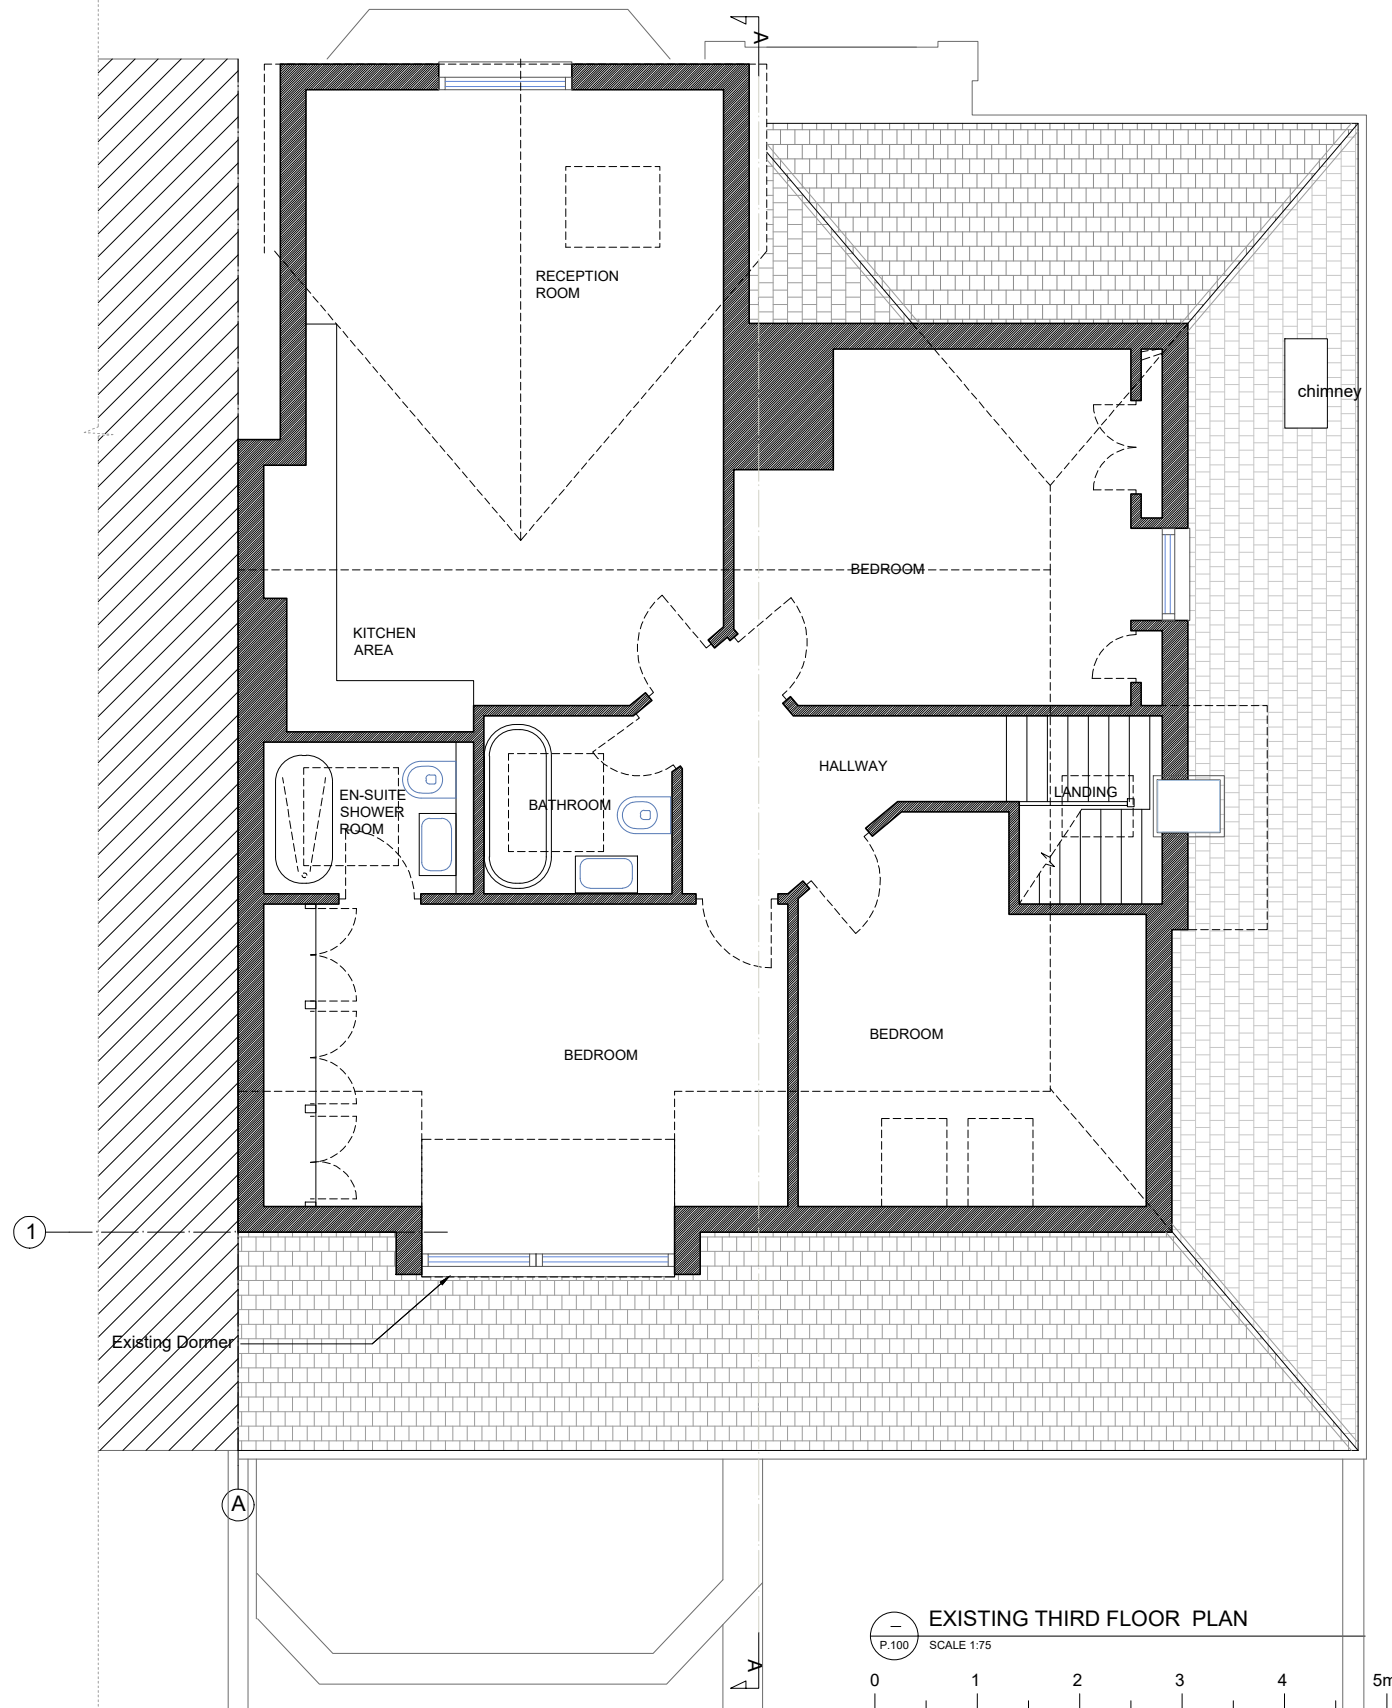 A
RECEPTION
ROOM
chimney
BEDROOM
KITCHEN
AREA
HALLWAY
LANDING
EN-SUITE
SHOWER
ROOM
BATHROOM
BEDROOM
BEDROOM
1
Existing Dormer
A
EXISTING THIRD FLOOR PLAN
P.100
SCALE 1:75
A
0 1 2 3 4 5m